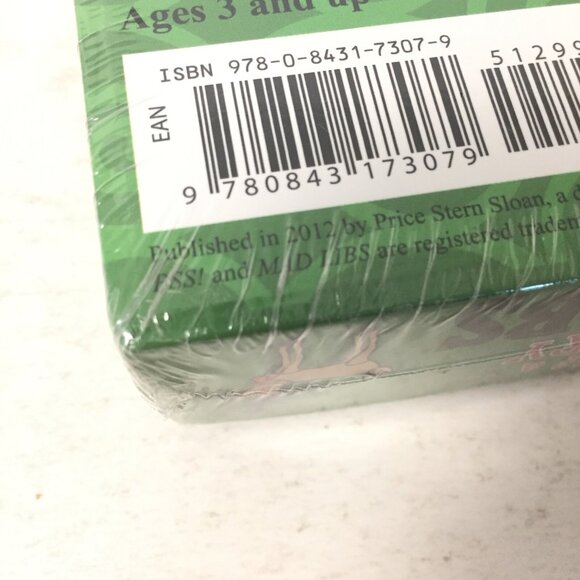 Ages 3 and up
ISBN 978-0-8431-7307-9
5129
EAN
9 780843 173079
Published in 2012 by Price Stern Sloan, a
PSS! and MAD LIBS are registered